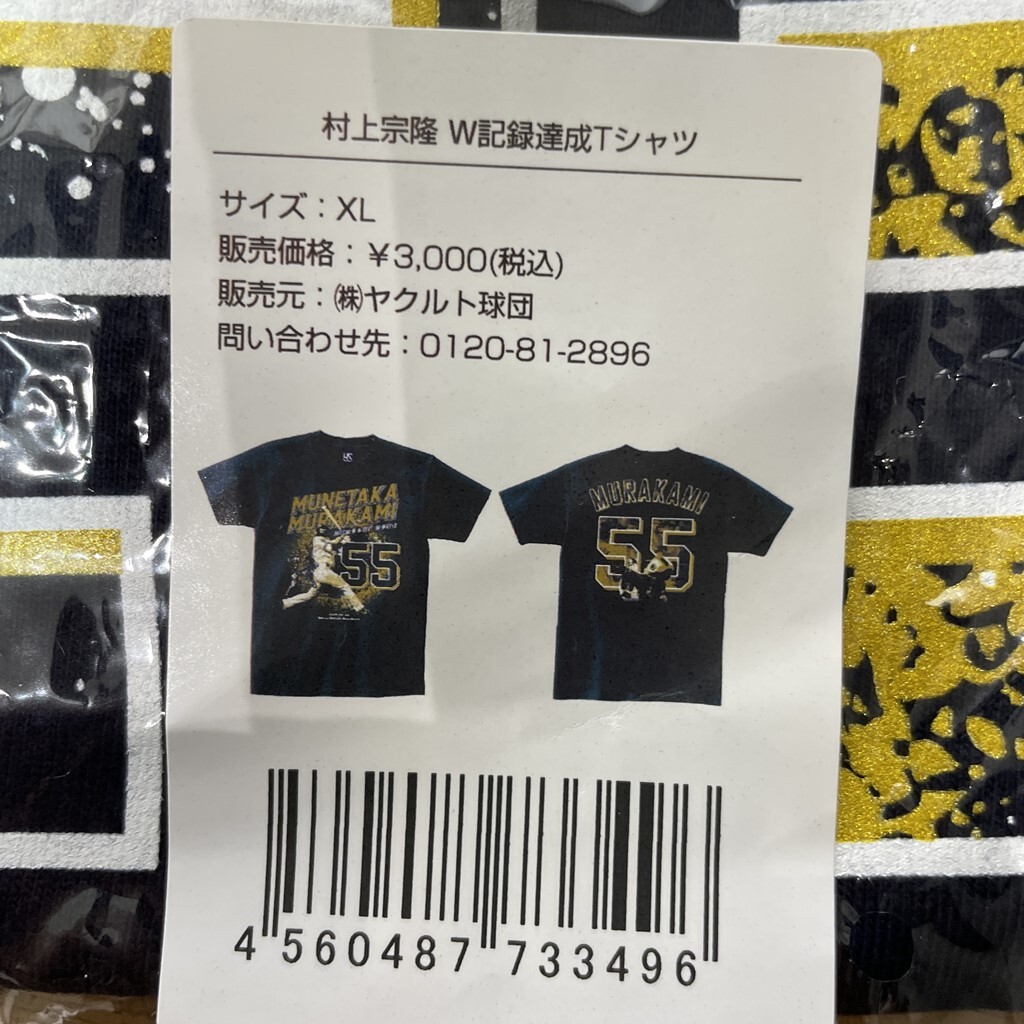 村上宗隆 W記録達成Tシャツ
サイズ：XL
販売価格：￥3,000(税込)
販売元：㈱ヤクルト球団
問い合わせ先：0120-81-2896
MUNETAKA
MURAKAMI
55
MURAKAMI
55
4 560487 733496